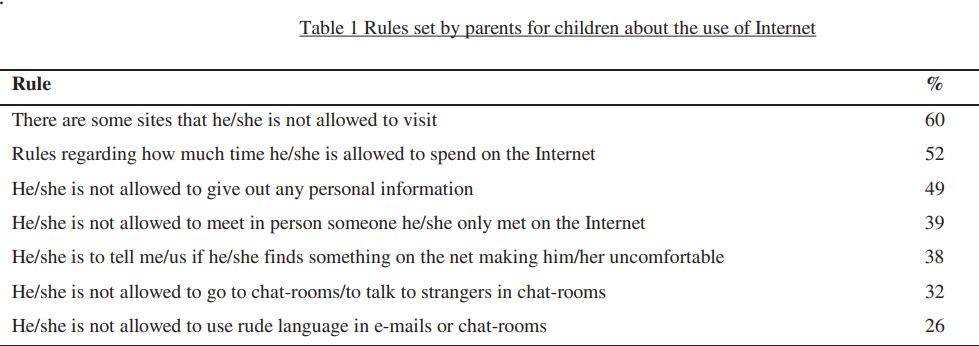 Table 1 Rules set by parents for children about the use of Internet
Rule %
There are some sites that he/she is not allowed to visit 60
Rules regarding how much time he/she is allowed to spend on the Internet 52
He/she is not allowed to give out any personal information 49
He/she is not allowed to meet in person someone he/she only met on the Internet 39
He/she is to tell me/us if he/she finds something on the net making him/her uncomfortable 38
He/she is not allowed to go to chat-rooms/to talk to strangers in chat-rooms 32
He/she is not allowed to use rude language in e-mails or chat-rooms 26